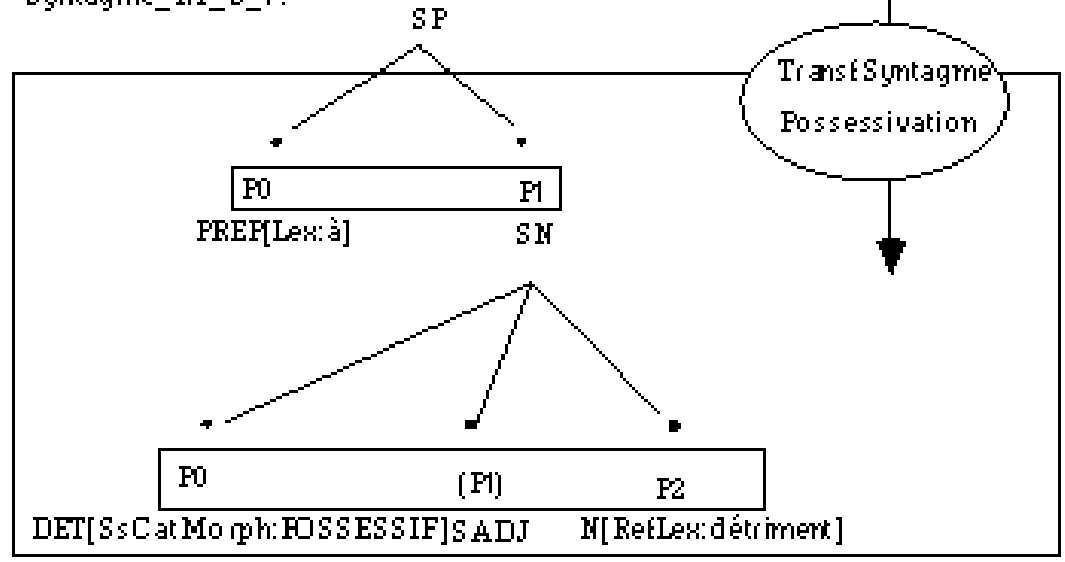 SP
TransfSyntagme
Possessivation
P0 P1
PREP[Lex:à] SN
P0 (P1) P2
DET[SsCatMorph:POSSESSIF] SADJ N[RefLex:détriment]